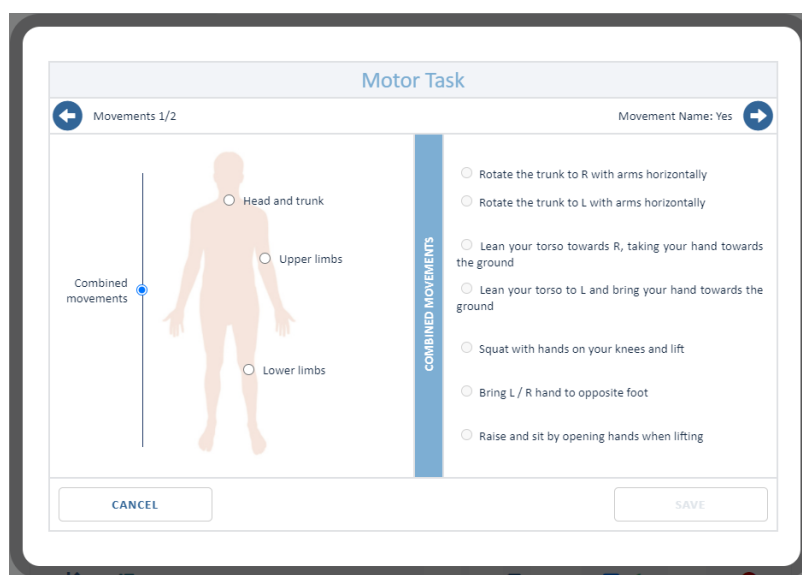 Motor Task
Movements 1/2
Movement Name: Yes
Combined
movements
Head and trunk
Upper limbs
Lower limbs
COMBINED MOVEMENTS
Rotate the trunk to R with arms horizontally
Rotate the trunk to L with arms horizontally
Lean your torso towards R, taking your hand towards
the ground
Lean your torso to L and bring your hand towards the
ground
Squat with hands on your knees and lift
Bring L / R hand to opposite foot
Raise and sit by opening hands when lifting
CANCEL
SAVE